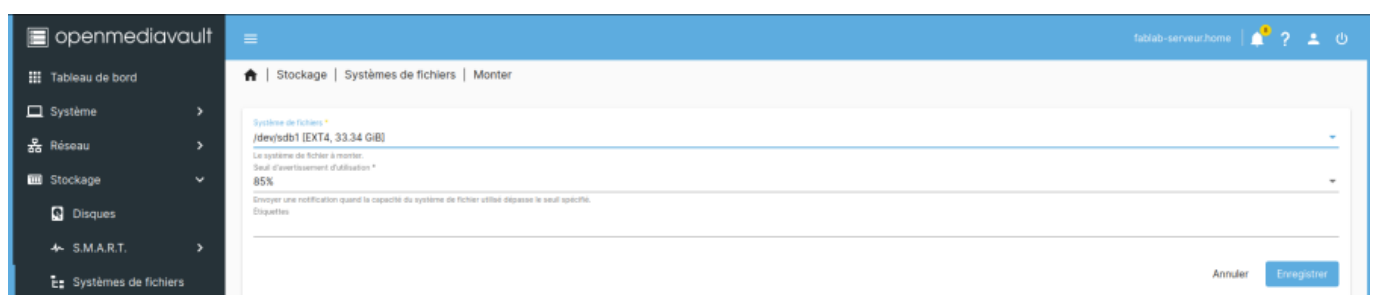 openmediavault
fablab-serveur.home | ?
Tableau de bord
| Stockage | Systèmes de fichiers | Monter
Système
Réseau
Stockage
Disques
S.M.A.R.T.
Systèmes de fichiers
Système de fichiers *
/dev/sdb1 [EXT4, 33.34 GiB]
Le système de fichier à monter.
Seuil d'avertissement d'utilisation *
85%
Envoyer une notification quand la capacité du système de fichier utilisé dépasse le seuil spécifié.
Étiquettes
Annuler
Enregistrer